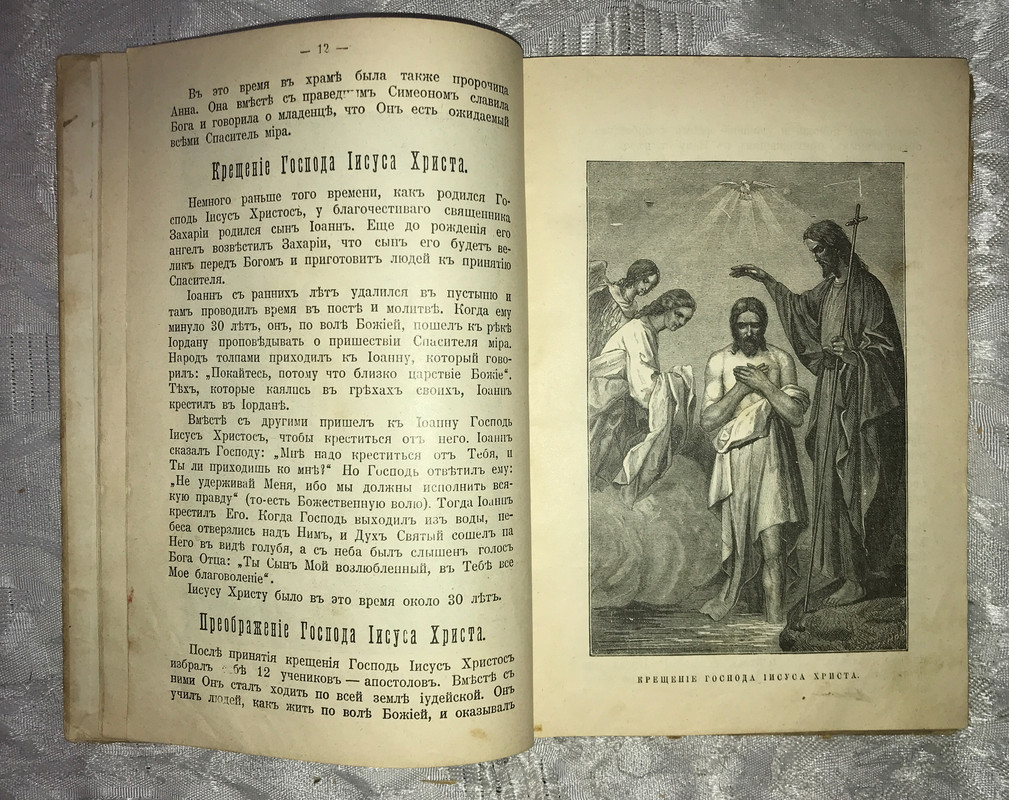 — 12 —
Въ это время въ храмѣ была также пророчица
Анна. Она вмѣстѣ съ Симеономъ славила
Бога и говорила о младенцѣ, что Онъ есть ожидаемый
всѣми Спаситель міра.
Крещеніе Господа Іисуса Христа.
Немного раньше того времени, какъ родился Го-
сподь Іисусъ Христосъ, у благочестиваго священника
Захаріи родился сынъ Іоаннъ. Еще до рожденія его
ангелъ возвѣстилъ Захаріи, что сынъ его будетъ ве-
ликъ передъ Богомъ и приготовитъ людей къ принятію
Спасителя.
Іоаннъ съ раннихъ лѣтъ удалился въ пустыню и
тамъ проводилъ время въ постѣ и молитвѣ. Когда ему
минуло 30 лѣтъ, онъ, по волѣ Божіей, пошелъ къ рѣкѣ
Іордану проповѣдывать о пришествіи Спасителя міра.
Народъ толпами приходилъ къ Іоанну, который гово-
рилъ: „Покайтесь, потому что близко царствіе Божіе“.
Тѣхъ, которые каялись въ грѣхахъ своихъ, Іоаннъ
крестилъ въ Іорданѣ.
Вмѣстѣ съ другими пришелъ къ Іоанну Господь
Іисусъ Христосъ, чтобы креститься отъ него. Іоаннъ
сказалъ Господу: „Мнѣ надо креститься отъ Тебя, и
Ты ли приходишь ко мнѣ?“ Но Господь отвѣтилъ ему:
„Не удерживай Меня, ибо мы должны исполнить вся-
кую правду“ (то-есть Божественную волю). Тогда Іоаннъ
крестилъ Его. Когда Господь выходилъ изъ воды, не-
беса отверзлись надъ Нимъ, и Духъ Святый сошелъ на
Него въ видѣ голубя, а съ неба былъ слышенъ голосъ
Бога Отца: „Ты Сынъ Мой возлюбленный, въ Тебѣ все
Мое благоволеніе“.
Іисусу Христу было въ это время около 30 лѣтъ.
Преображеніе Господа Іисуса Христа.
Послѣ принятія крещенія Господь Іисусъ Христосъ
избралъ 12 учениковъ — апостоловъ. Вмѣстѣ съ
ними Онъ сталъ ходить по всей землѣ іудейской. Онъ
училъ людей, какъ жить по волѣ Божіей, и оказывалъ
КРЕЩЕНІЕ ГОСПОДА ІИСУСА ХРИСТА.